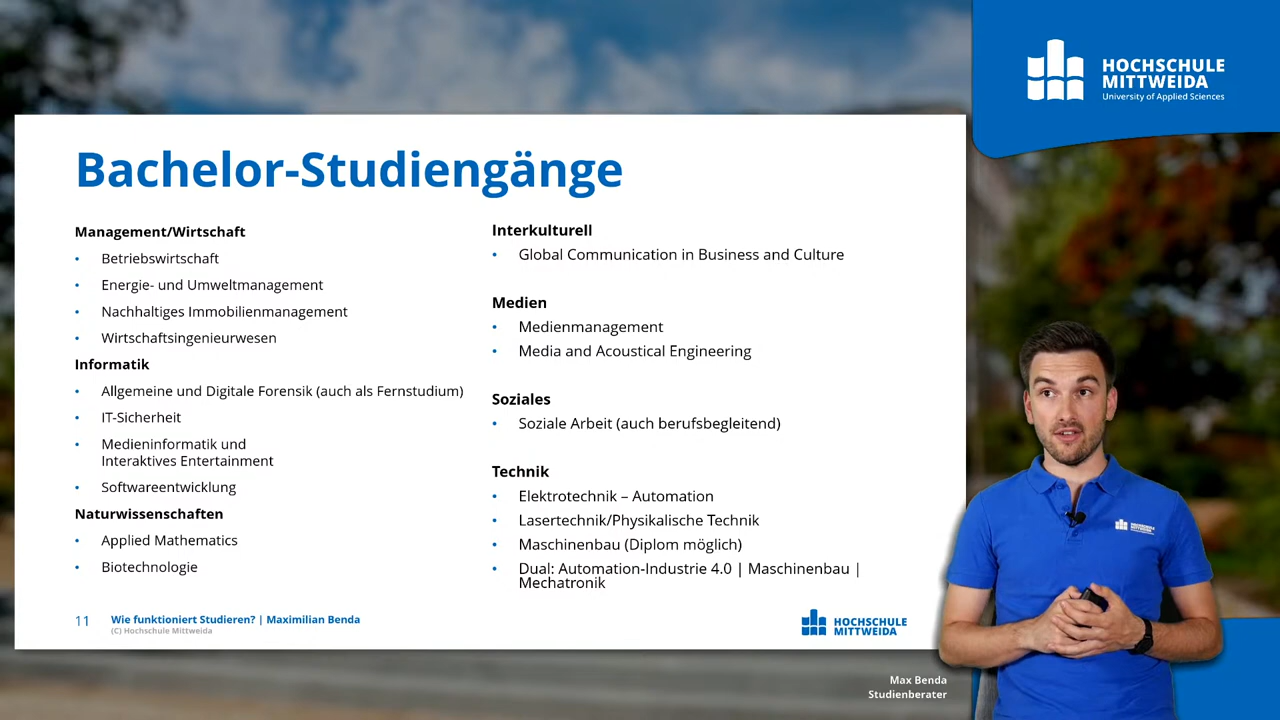 HOCHSCHULE
MITTWEIDA
University of Applied Sciences
Bachelor-Studiengänge
Management/Wirtschaft
• Betriebswirtschaft
• Energie- und Umweltmanagement
• Nachhaltiges Immobilienmanagement
• Wirtschaftsingenieurwesen
Informatik
• Allgemeine und Digitale Forensik (auch als Fernstudium)
• IT-Sicherheit
• Medieninformatik und
Interaktives Entertainment
• Softwareentwicklung
Naturwissenschaften
• Applied Mathematics
• Biotechnologie
Interkulturell
• Global Communication in Business and Culture
Medien
• Medienmanagement
• Media and Acoustical Engineering
Soziales
• Soziale Arbeit (auch berufsbegleitend)
Technik
• Elektrotechnik – Automation
• Lasertechnik/Physikalische Technik
• Maschinenbau (Diplom möglich)
• Dual: Automation-Industrie 4.0 | Maschinenbau |
Mechatronik
11 Wie funktioniert Studieren? | Maximilian Benda
(C) Hochschule Mittweida
HOCHSCHULE
MITTWEIDA
HOCHSCHULE
MITTWEIDA
Max Benda
Studienberater